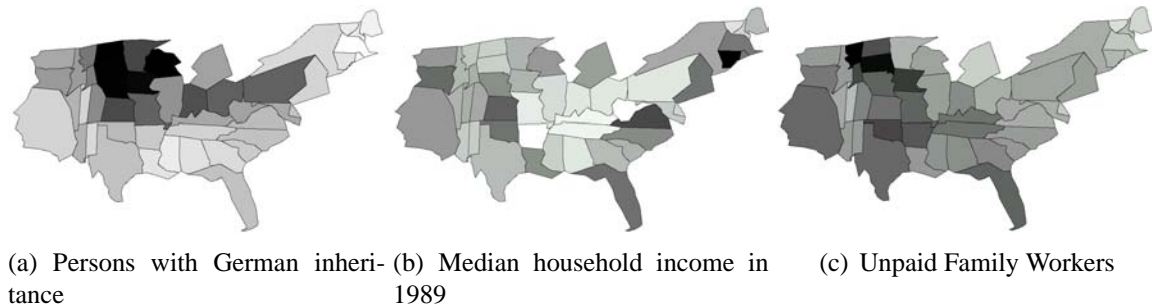 (a) Persons with German inheri-
tance
(b) Median household income in
1989
(c) Unpaid Family Workers